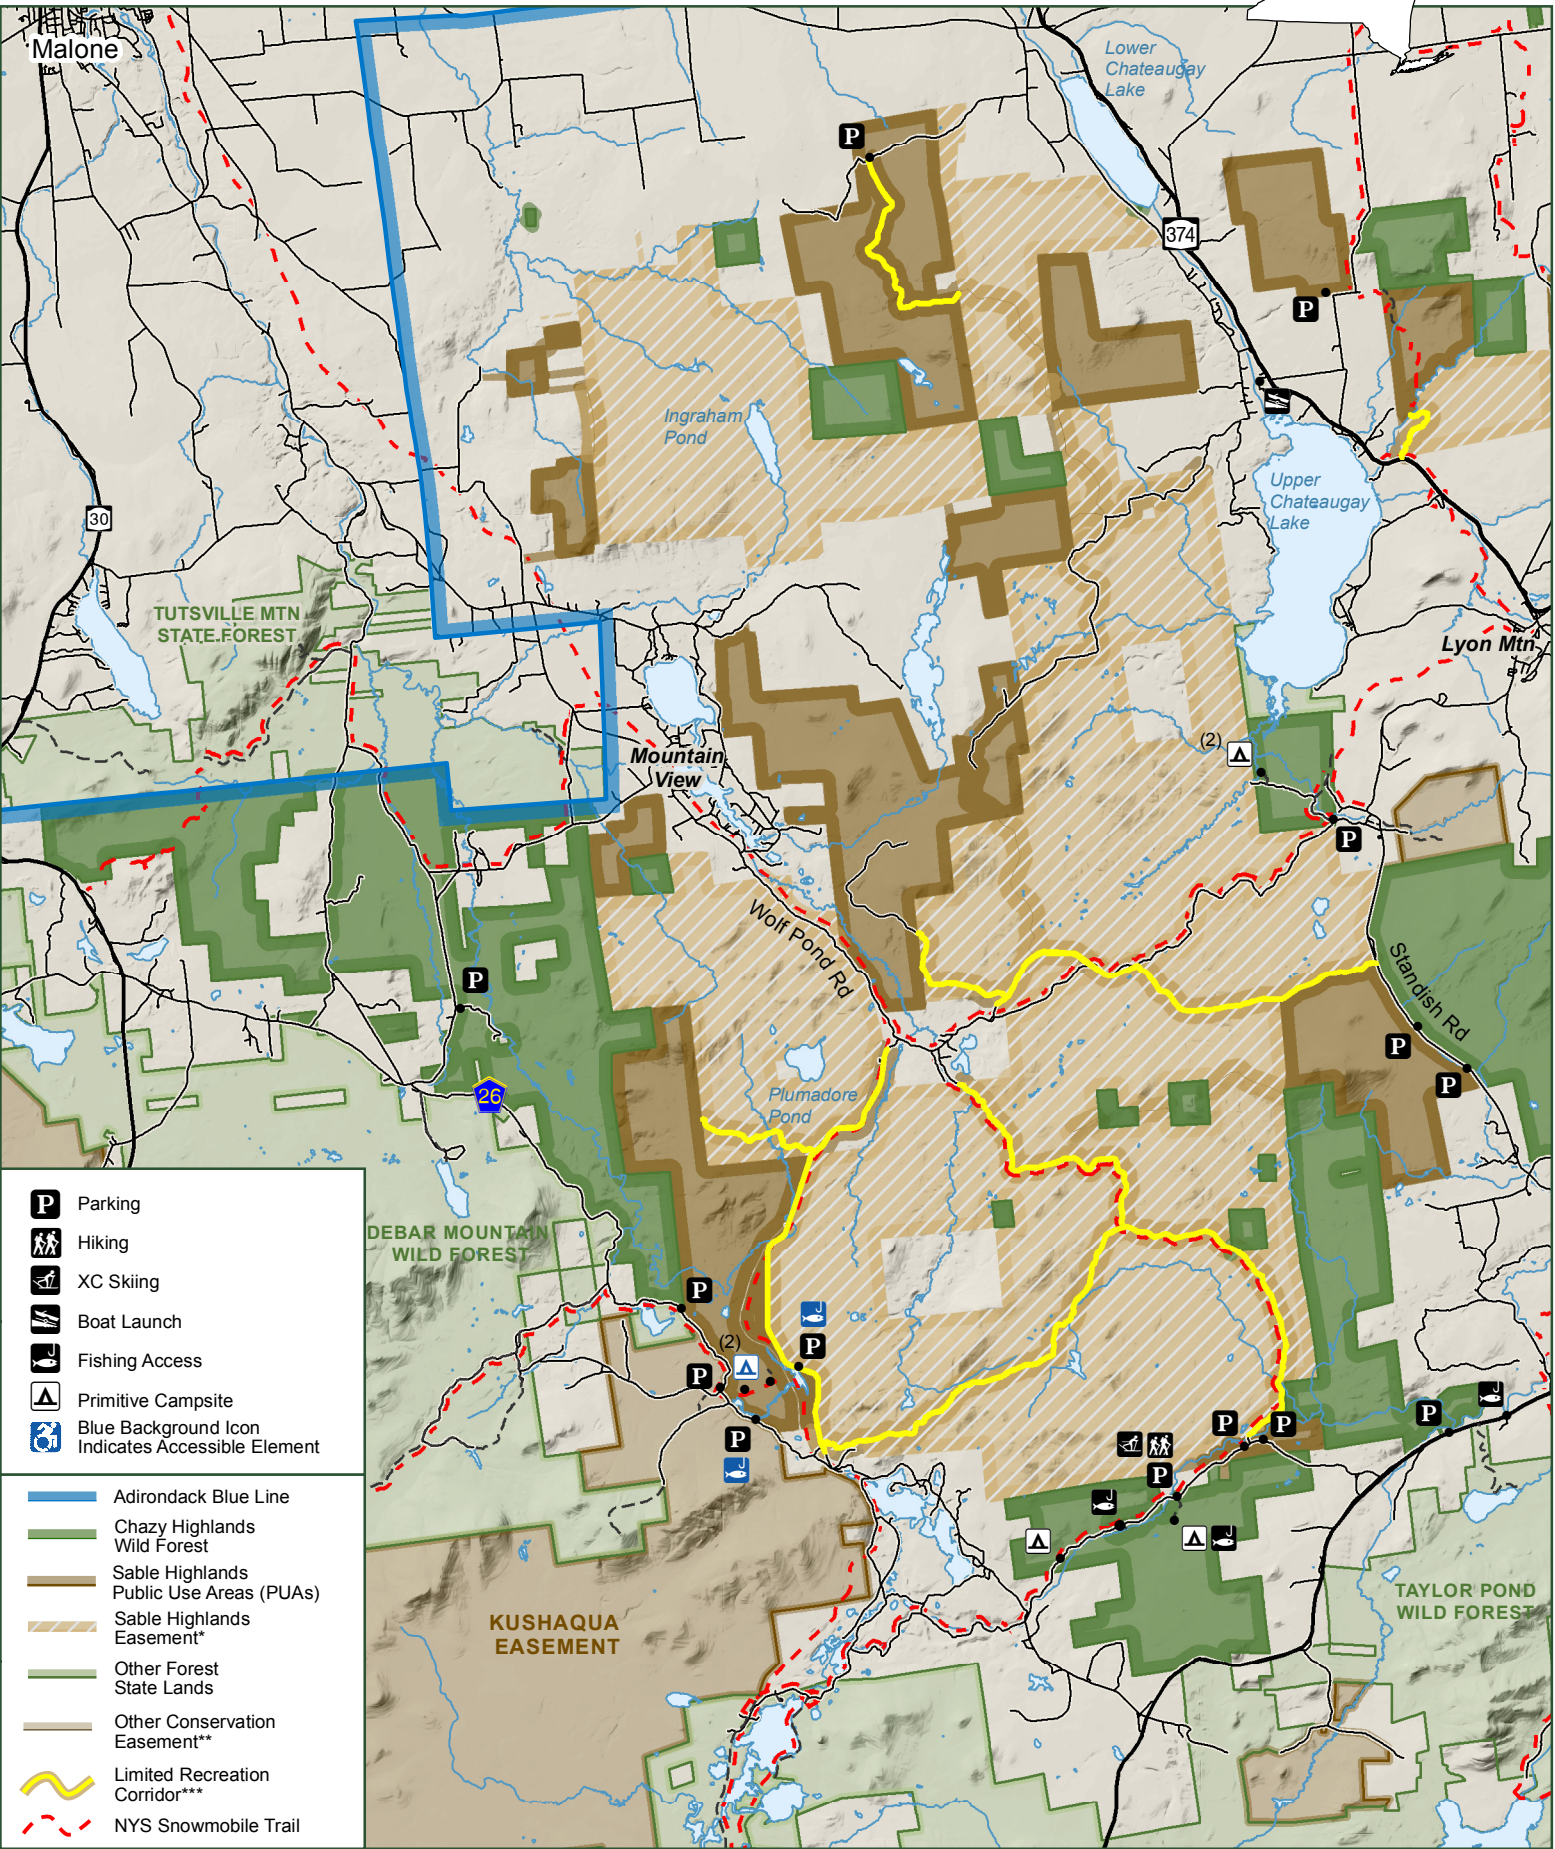 Malone
Lower
Chateaugay
Lake
P
374
P
Ingraham
Pond
Upper
Chateaugay
Lake
30
TUTSVILLE MTN
STATE FOREST
Lyon Mtn
(2)
Mountain
View
P
Wolf Pond Rd
Standish Rd
P
P
P
26
Plumadore
Pond
DEBAR MOUNTAIN
WILD FOREST
P
(2)
P
P
P
P
P
P
P
KUSHAQUA
EASEMENT
TAYLOR POND
WILD FOREST
P Parking
Hiking
XC Skiing
Boat Launch
Fishing Access
Primitive Campsite
Blue Background Icon
Indicates Accessible Element
Adirondack Blue Line
Chazy Highlands
Wild Forest
Sable Highlands
Public Use Areas (PUAs)
Sable Highlands
Easement*
Other Forest
State Lands
Other Conservation
Easement**
Limited Recreation
Corridor***
NYS Snowmobile Trail